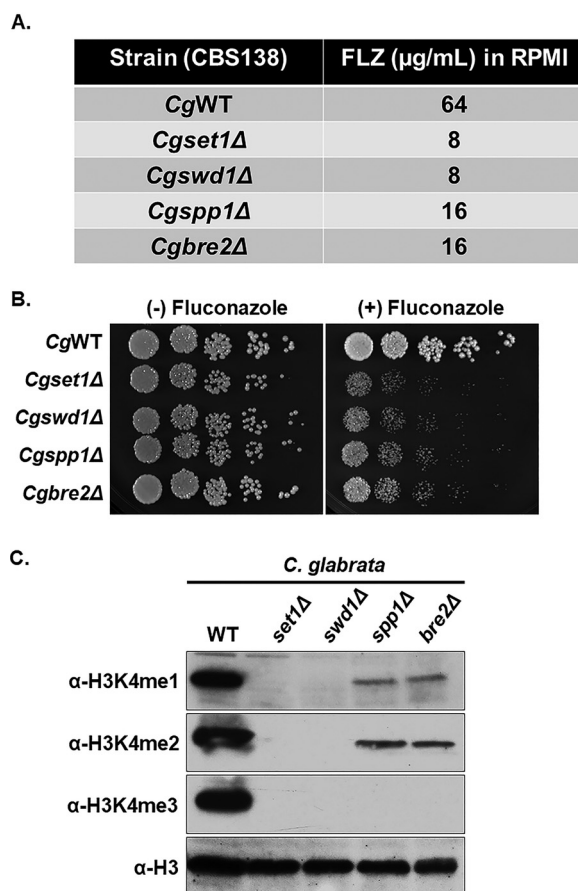 A.
Strain (CBS138) FLZ (µg/mL) in RPMI
CgWT 64
Cgset1Δ 8
Cgswd1Δ 8
Cgspp1Δ 16
Cgbre2Δ 16
B.
(-) Fluconazole (+) Fluconazole
CgWT
Cgset1Δ
Cgswd1Δ
Cgspp1Δ
Cgbre2Δ
C.
C. glabrata
WT set1Δ swd1Δ spp1Δ bre2Δ
α-H3K4me1
α-H3K4me2
α-H3K4me3
α-H3